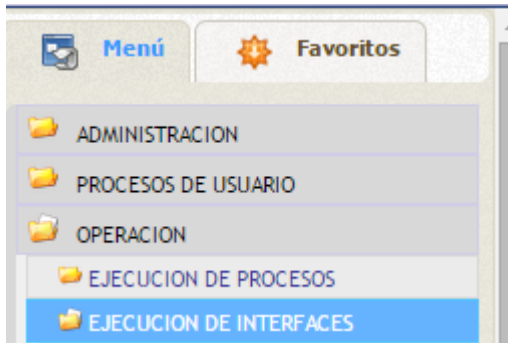 Menú Favoritos
ADMINISTRACION
PROCESOS DE USUARIO
OPERACION
EJECUCION DE PROCESOS
EJECUCION DE INTERFACES